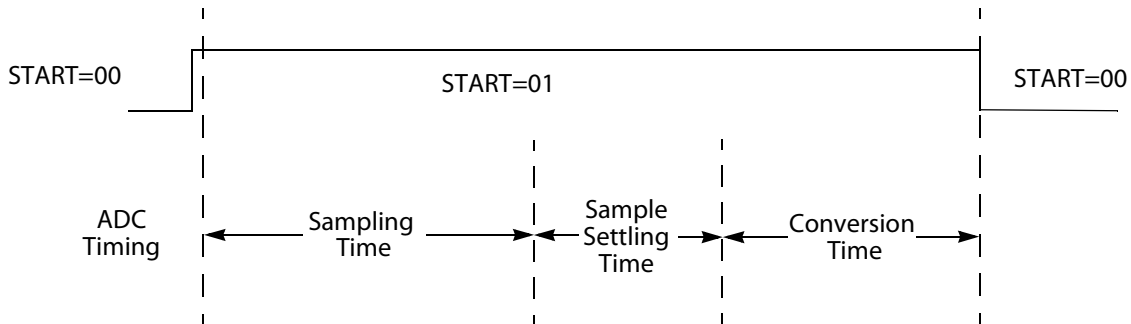 START=00
START=01
START=00
ADC
Timing
Sampling
Time
Sample
Settling
Time
Conversion
Time